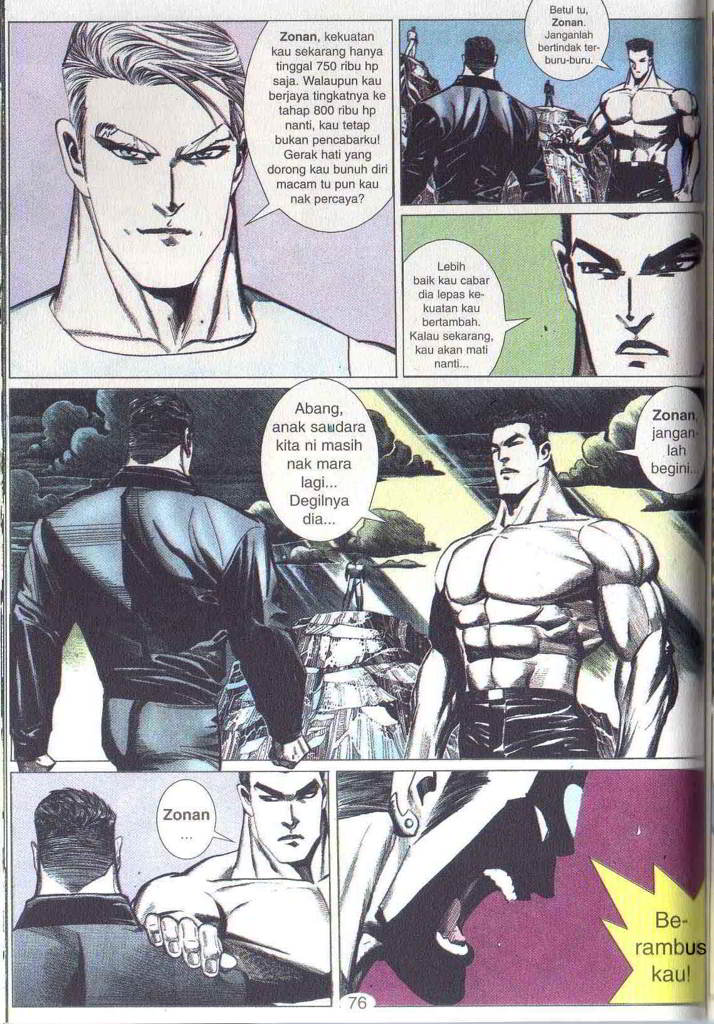 Zonan, kekuatan
kau sekarang hanya
tinggal 750 ribu hp
saja. Walaupun kau
berjaya tingkatnya ke
tahap 800 ribu hp
nanti, kau tetap
bukan pencabarku!
Gerak hati yang
dorong kau bunuh diri
macam tu pun kau
nak percaya?
Betul tu,
Zonan.
Janganlah
bertindak ter-
buru-buru.
Lebih
baik kau cabar
dia lepas ke-
kuatan kau
bertambah.
Kalau sekarang,
kau akan mati
nanti...
Abang,
anak saudara
kita ni masih
nak mara
lagi...
Degilnya
dia...
Zonan,
jangan-
lah
begini...
Zonan
...
Be-
rambus
kau!
76